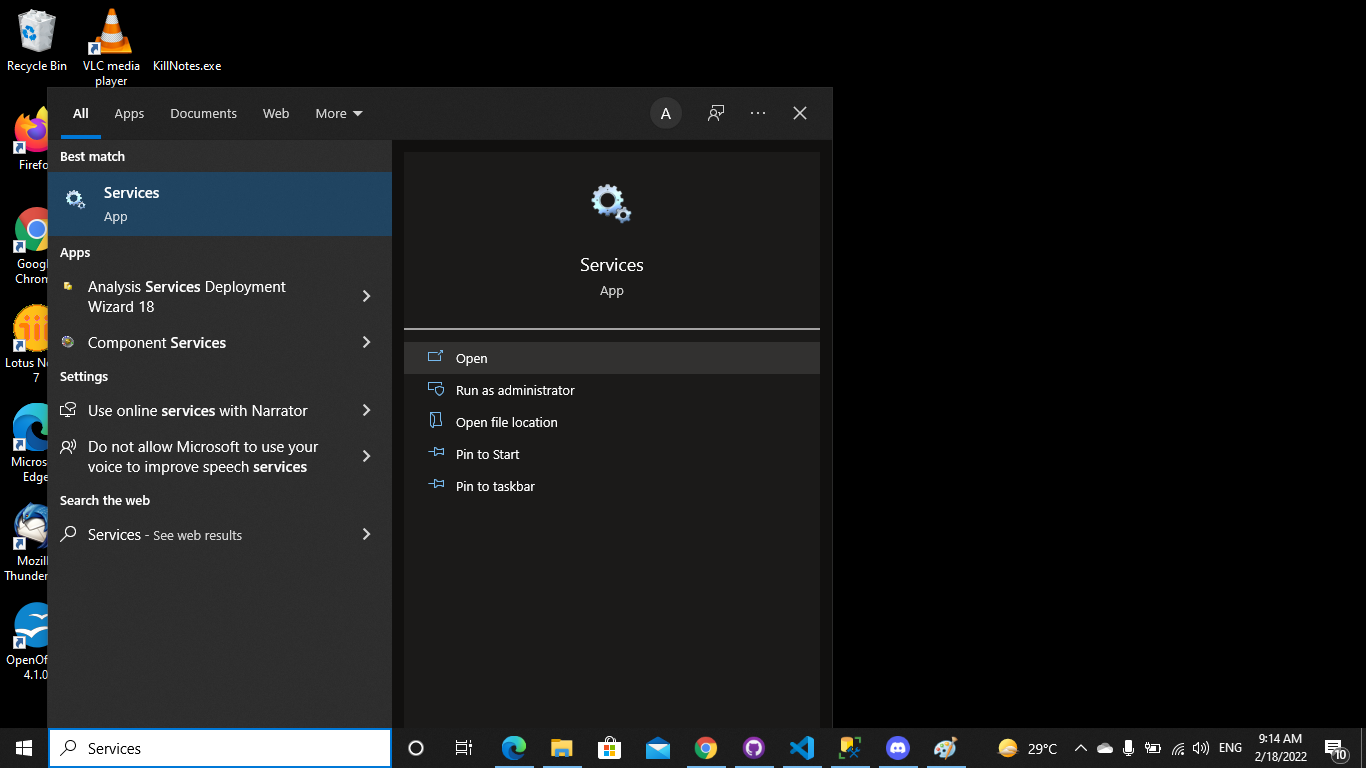 Recycle Bin
VLC media
player
KillNotes.exe
Firefo
Googl
Chrom
Lotus No
7
Micros
Edge
Mozill
Thunder
OpenOf
4.1.0
All
Apps
Documents
Web
More
A
Best match
Services
App
Apps
Analysis Services Deployment
Wizard 18
Component Services
Settings
Use online services with Narrator
Do not allow Microsoft to use your
voice to improve speech services
Search the web
Services - See web results
Services
App
Open
Run as administrator
Open file location
Pin to Start
Pin to taskbar
Services
29°C
ENG
9:14 AM
2/18/2022
10